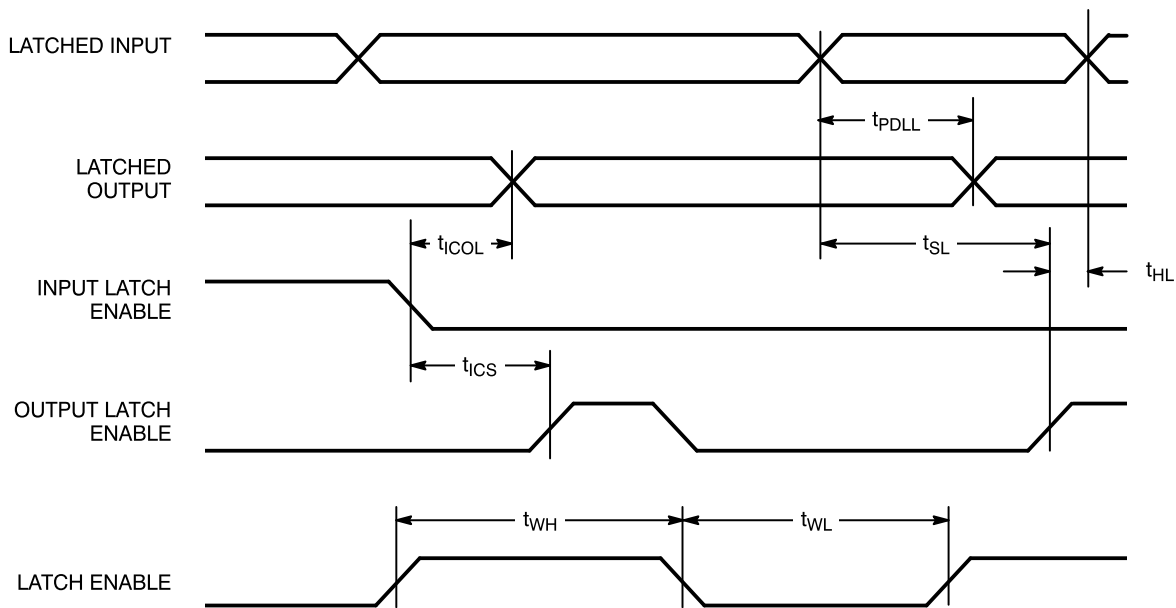 LATCHED INPUT
tPDLL
LATCHED
OUTPUT
tICOL
tSL
tHL
INPUT LATCH
ENABLE
tICS
OUTPUT LATCH
ENABLE
tWH
tWL
LATCH ENABLE